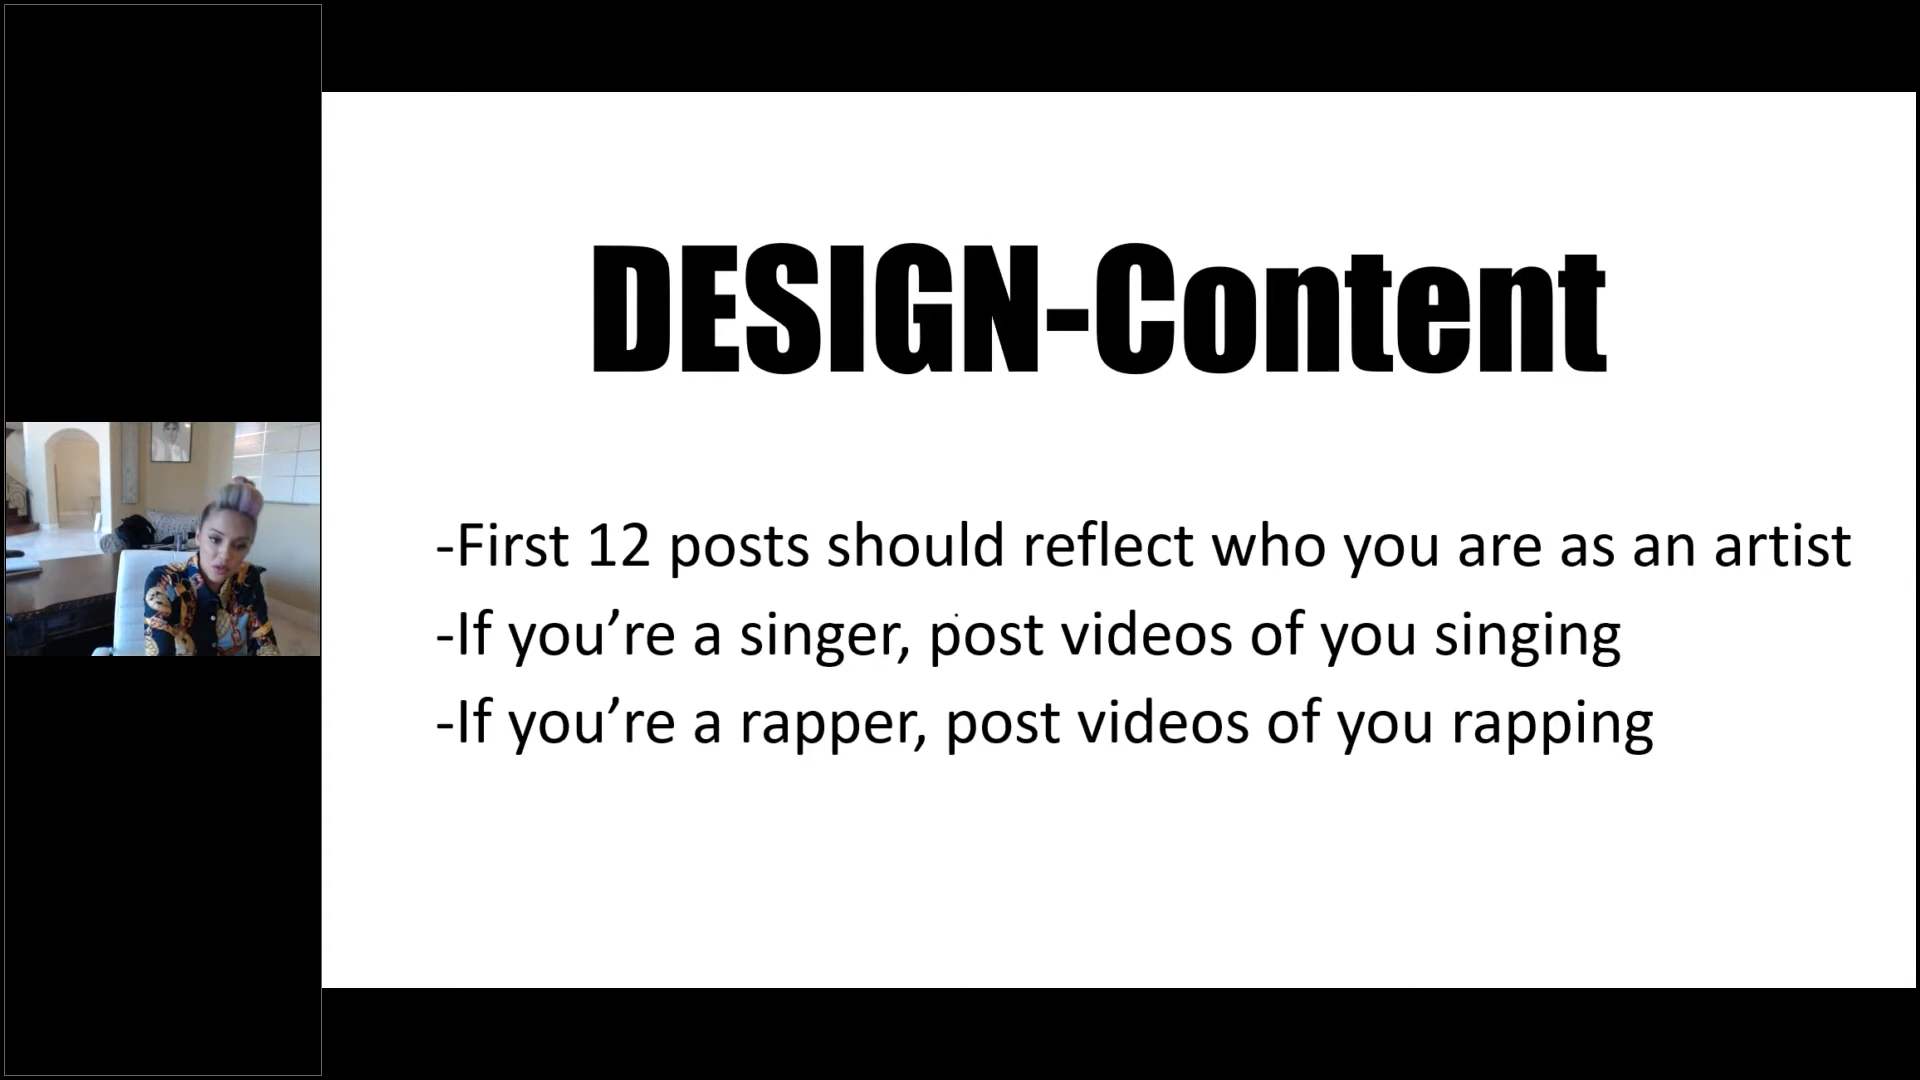 DESIGN-Content
-First 12 posts should reflect who you are as an artist
-If you’re a singer, post videos of you singing
-If you’re a rapper, post videos of you rapping